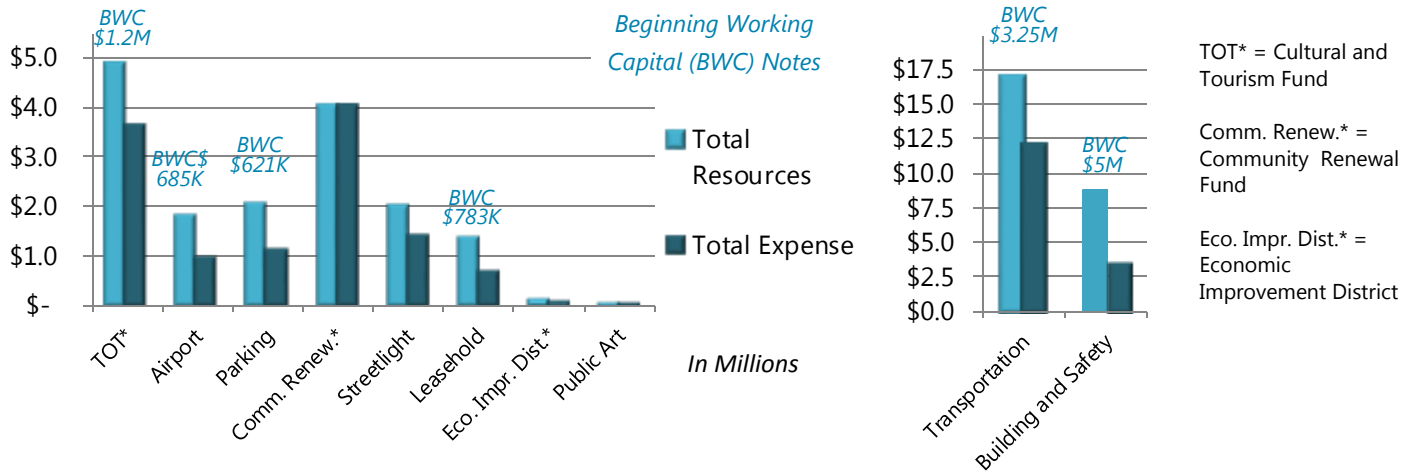 BWC
$1.2M
Beginning Working
Capital (BWC) Notes
$5.0
$4.0
$3.0
$2.0
$1.0
$-
BWC$
685K
BWC
$621K
BWC
$783K
Total
Resources
Total Expense
TOT*
Airport
Parking
Comm. Renew.*
Streetlight
Leasehold
Eco. Impr. Dist.*
Public Art
In Millions
BWC
$3.25M
$17.5
$15.0
$12.5
$10.0
$7.5
$5.0
$2.5
$0.0
BWC
$5M
Transportation
Building and Safety
TOT* = Cultural and
Tourism Fund
Comm. Renew.* =
Community Renewal
Fund
Eco. Impr. Dist.* =
Economic
Improvement District